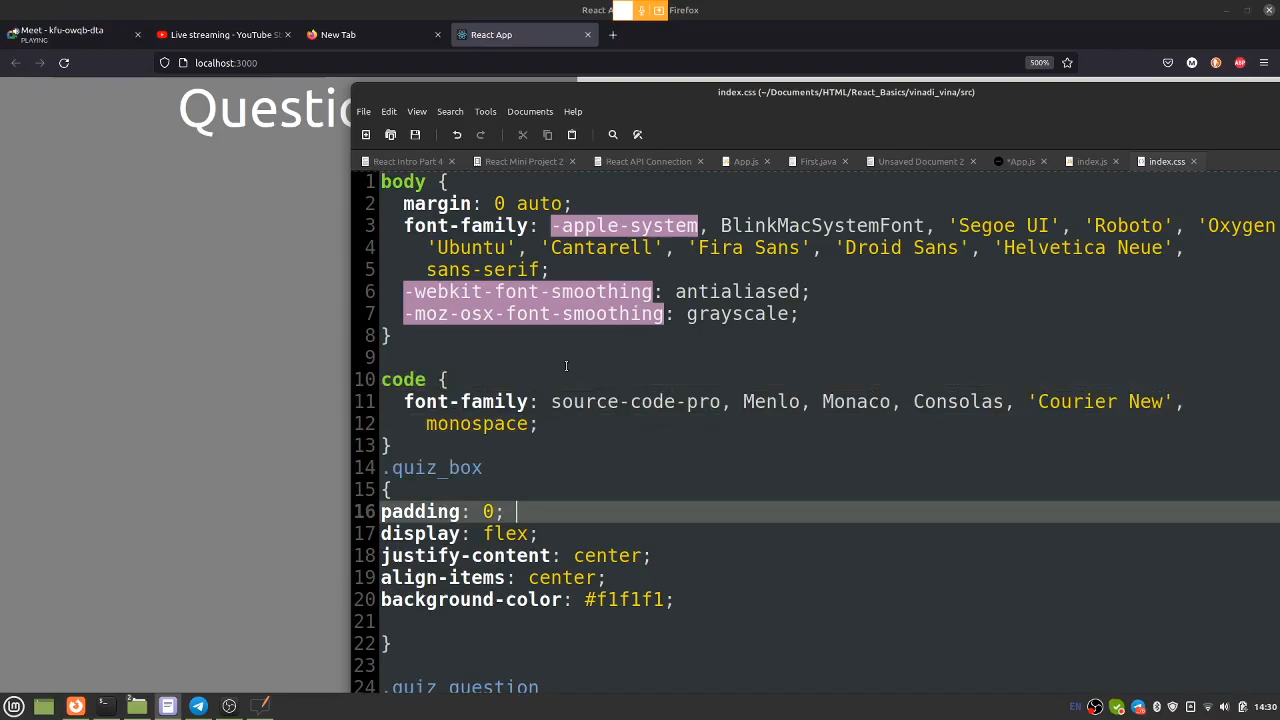 React A Firefox
Meet - kfu-owqb-dta
PLAYING
Live streaming - YouTube St
New Tab
React App
localhost:3000
500%
Questio
index.css (~/Documents/HTML/React_Basics/vinadi_vina/src)
File Edit View Search Tools Documents Help
React Intro Part 4 React Mini Project 2 React API Connection App.js First.java Unsaved Document 2 *App.js index.js index.css
1 body {
2 margin: 0 auto;
3 font-family: -apple-system, BlinkMacSystemFont, 'Segoe UI', 'Roboto', 'Oxygen
4 'Ubuntu', 'Cantarell', 'Fira Sans', 'Droid Sans', 'Helvetica Neue',
5 sans-serif;
6 -webkit-font-smoothing: antialiased;
7 -moz-osx-font-smoothing: grayscale;
8 }
9
10 code {
11 font-family: source-code-pro, Menlo, Monaco, Consolas, 'Courier New',
12 monospace;
13 }
14 .quiz_box
15 {
16 padding: 0;
17 display: flex;
18 justify-content: center;
19 align-items: center;
20 background-color: #f1f1f1;
21
22 }
23
24 .quiz_question
EN 14:30